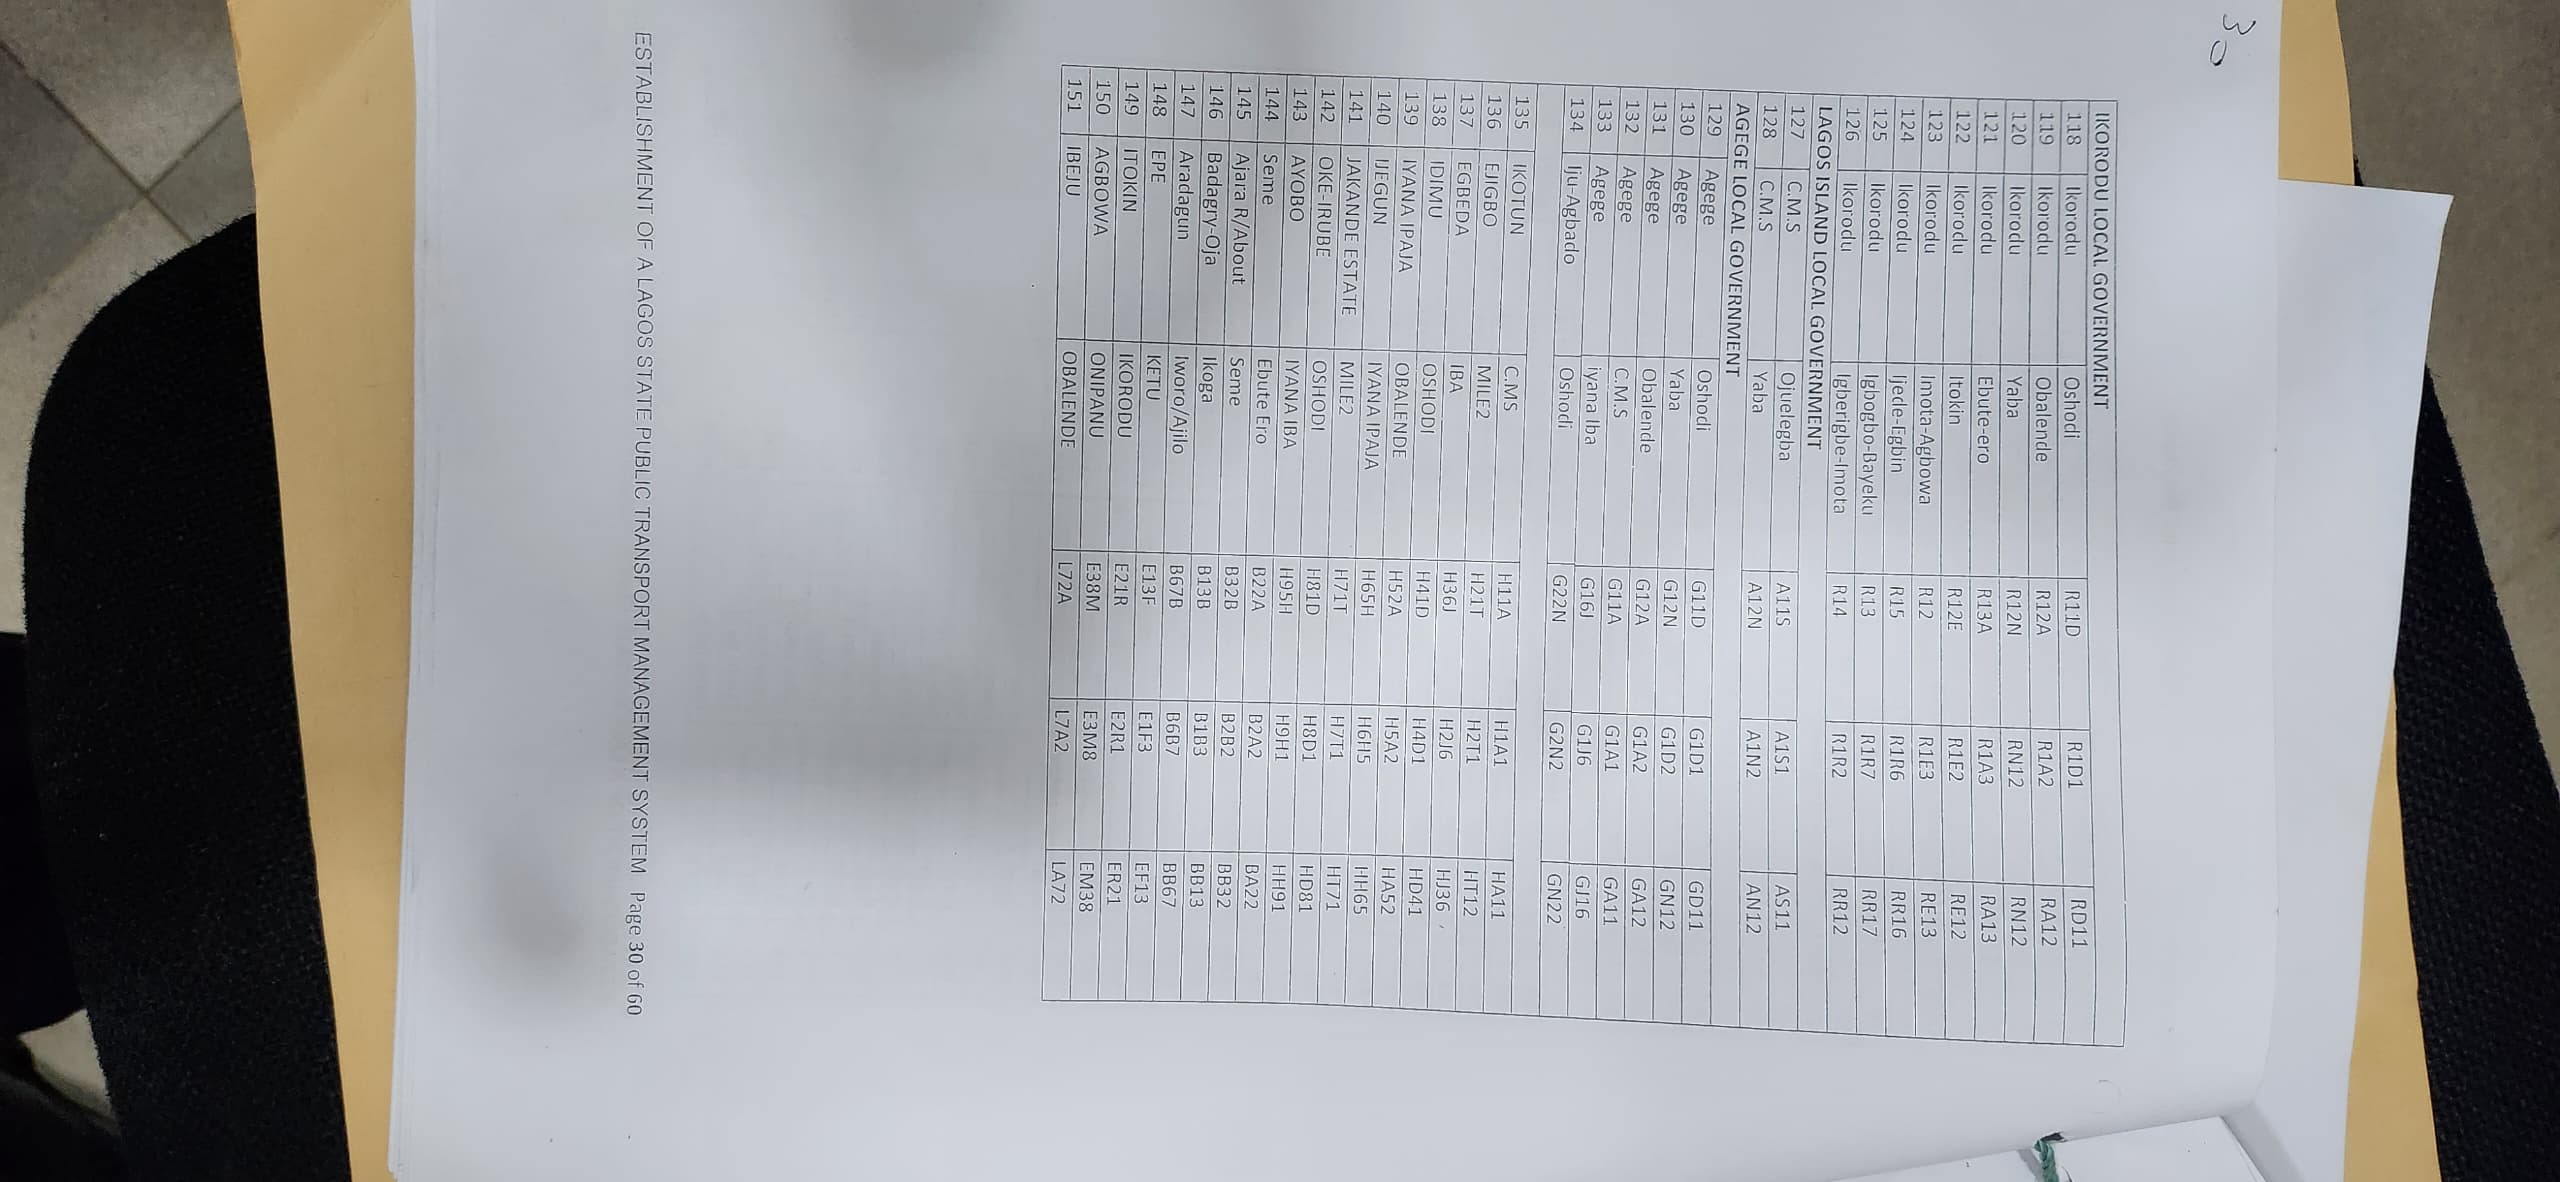 30
IKORODU LOCAL GOVERNMENT
118 Ikorodu Oshodi R11D R1D1 RD11
119 Ikorodu Obalende R12A R1A2 RA12
120 Ikorodu Yaba R12N RN12 RN12
121 Ikorodu Ebute-ero R13A R1A3 RA13
122 Ikorodu Itokin R12E R1E2 RE12
123 Ikorodu Imota-Agbowa R12 R1E3 RE13
124 Ikorodu Ijede-Egbin R15 R1R6 RR16
125 Ikorodu Igbogbo-Bayeku R13 R1R7 RR17
126 Ikorodu Igberigbe-Imota R14 R1R2 RR12
LAGOS ISLAND LOCAL GOVERNMENT
127 C.M.S Ojuelegba A11S A1S1 AS11
128 C.M.S Yaba A12N A1N2 AN12
AGEGE LOCAL GOVERNMENT
129 Agege Oshodi G11D G1D1 GD11
130 Agege Yaba G12N G1D2 GN12
131 Agege Obalende G12A G1A2 GA12
132 Agege C.M.S G11A G1A1 GA11
133 Agege iyana Iba G16J G1J6 GJ16
134 Iju-Agbado Oshodi G22N G2N2 GN22
135 IKOTUN C.MS H11A H1A1 HA11
136 EJIGBO MILE2 H21T H2T1 HT12
137 EGBEDA IBA H36J H2J6 HJ36
138 IDIMU OSHODI H41D H4D1 HD41
139 IYANA IPAJA OBALENDE H52A H5A2 HA52
140 IJEGUN IYANA IPAJA H65H H6H5 HH65
141 JAKANDE ESTATE MILE2 H71T H7T1 HT71
142 OKE-IRUBE OSHODI H81D H8D1 HD81
143 AYOBO IYANA IBA H95H H9H1 HH91
144 Seme Ebute Ero B22A B2A2 BA22
145 Ajara R/About Seme B32B B2B2 BB32
146 Badagry-Oja Ikoga B13B B1B3 BB13
147 Aradagun Iworo/Ajilo B67B B6B7 BB67
148 EPE KETU E13F E1F3 EF13
149 ITOKIN IKORODU E21R E2R1 ER21
150 AGBOWA ONIPANU E38M E3M8 EM38
151 IBEJU OBALENDE L72A L7A2 LA72
ESTABLISHMENT OF A LAGOS STATE PUBLIC TRANSPORT MANAGEMENT SYSTEM Page 30 of 60